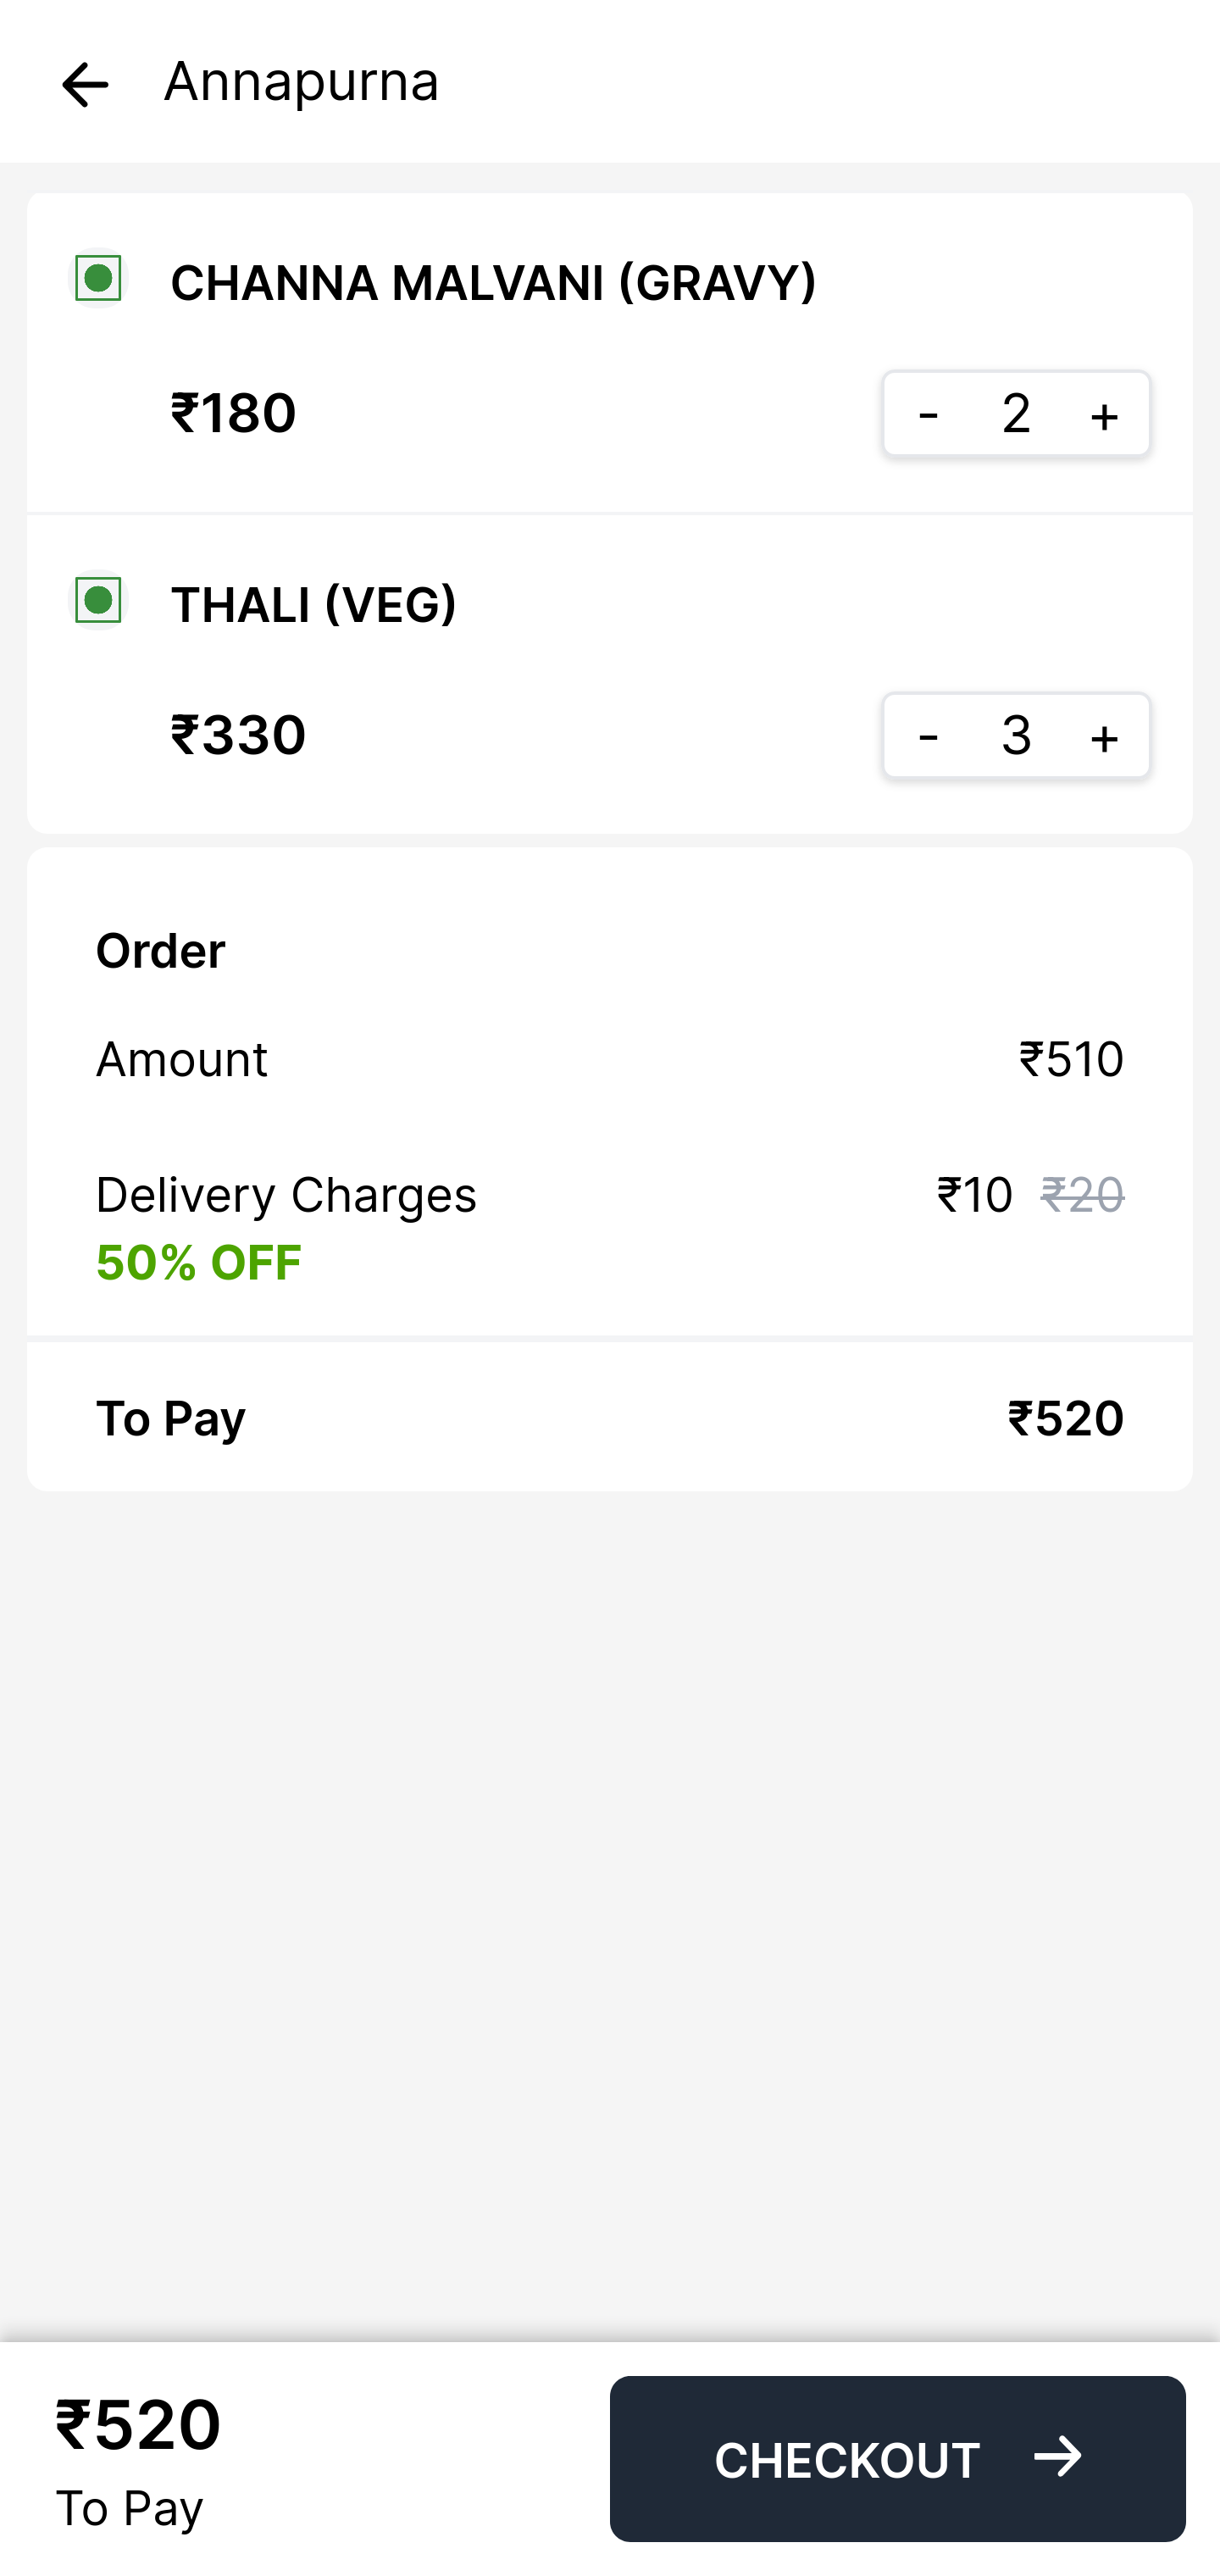 Annapurna
CHANNA MALVANI (GRAVY)
₹180 - 2 +
THALI (VEG)
₹330 - 3 +
Order
Amount ₹510
Delivery Charges ₹10 ₹20
50% OFF
To Pay ₹520
₹520
To Pay
CHECKOUT →